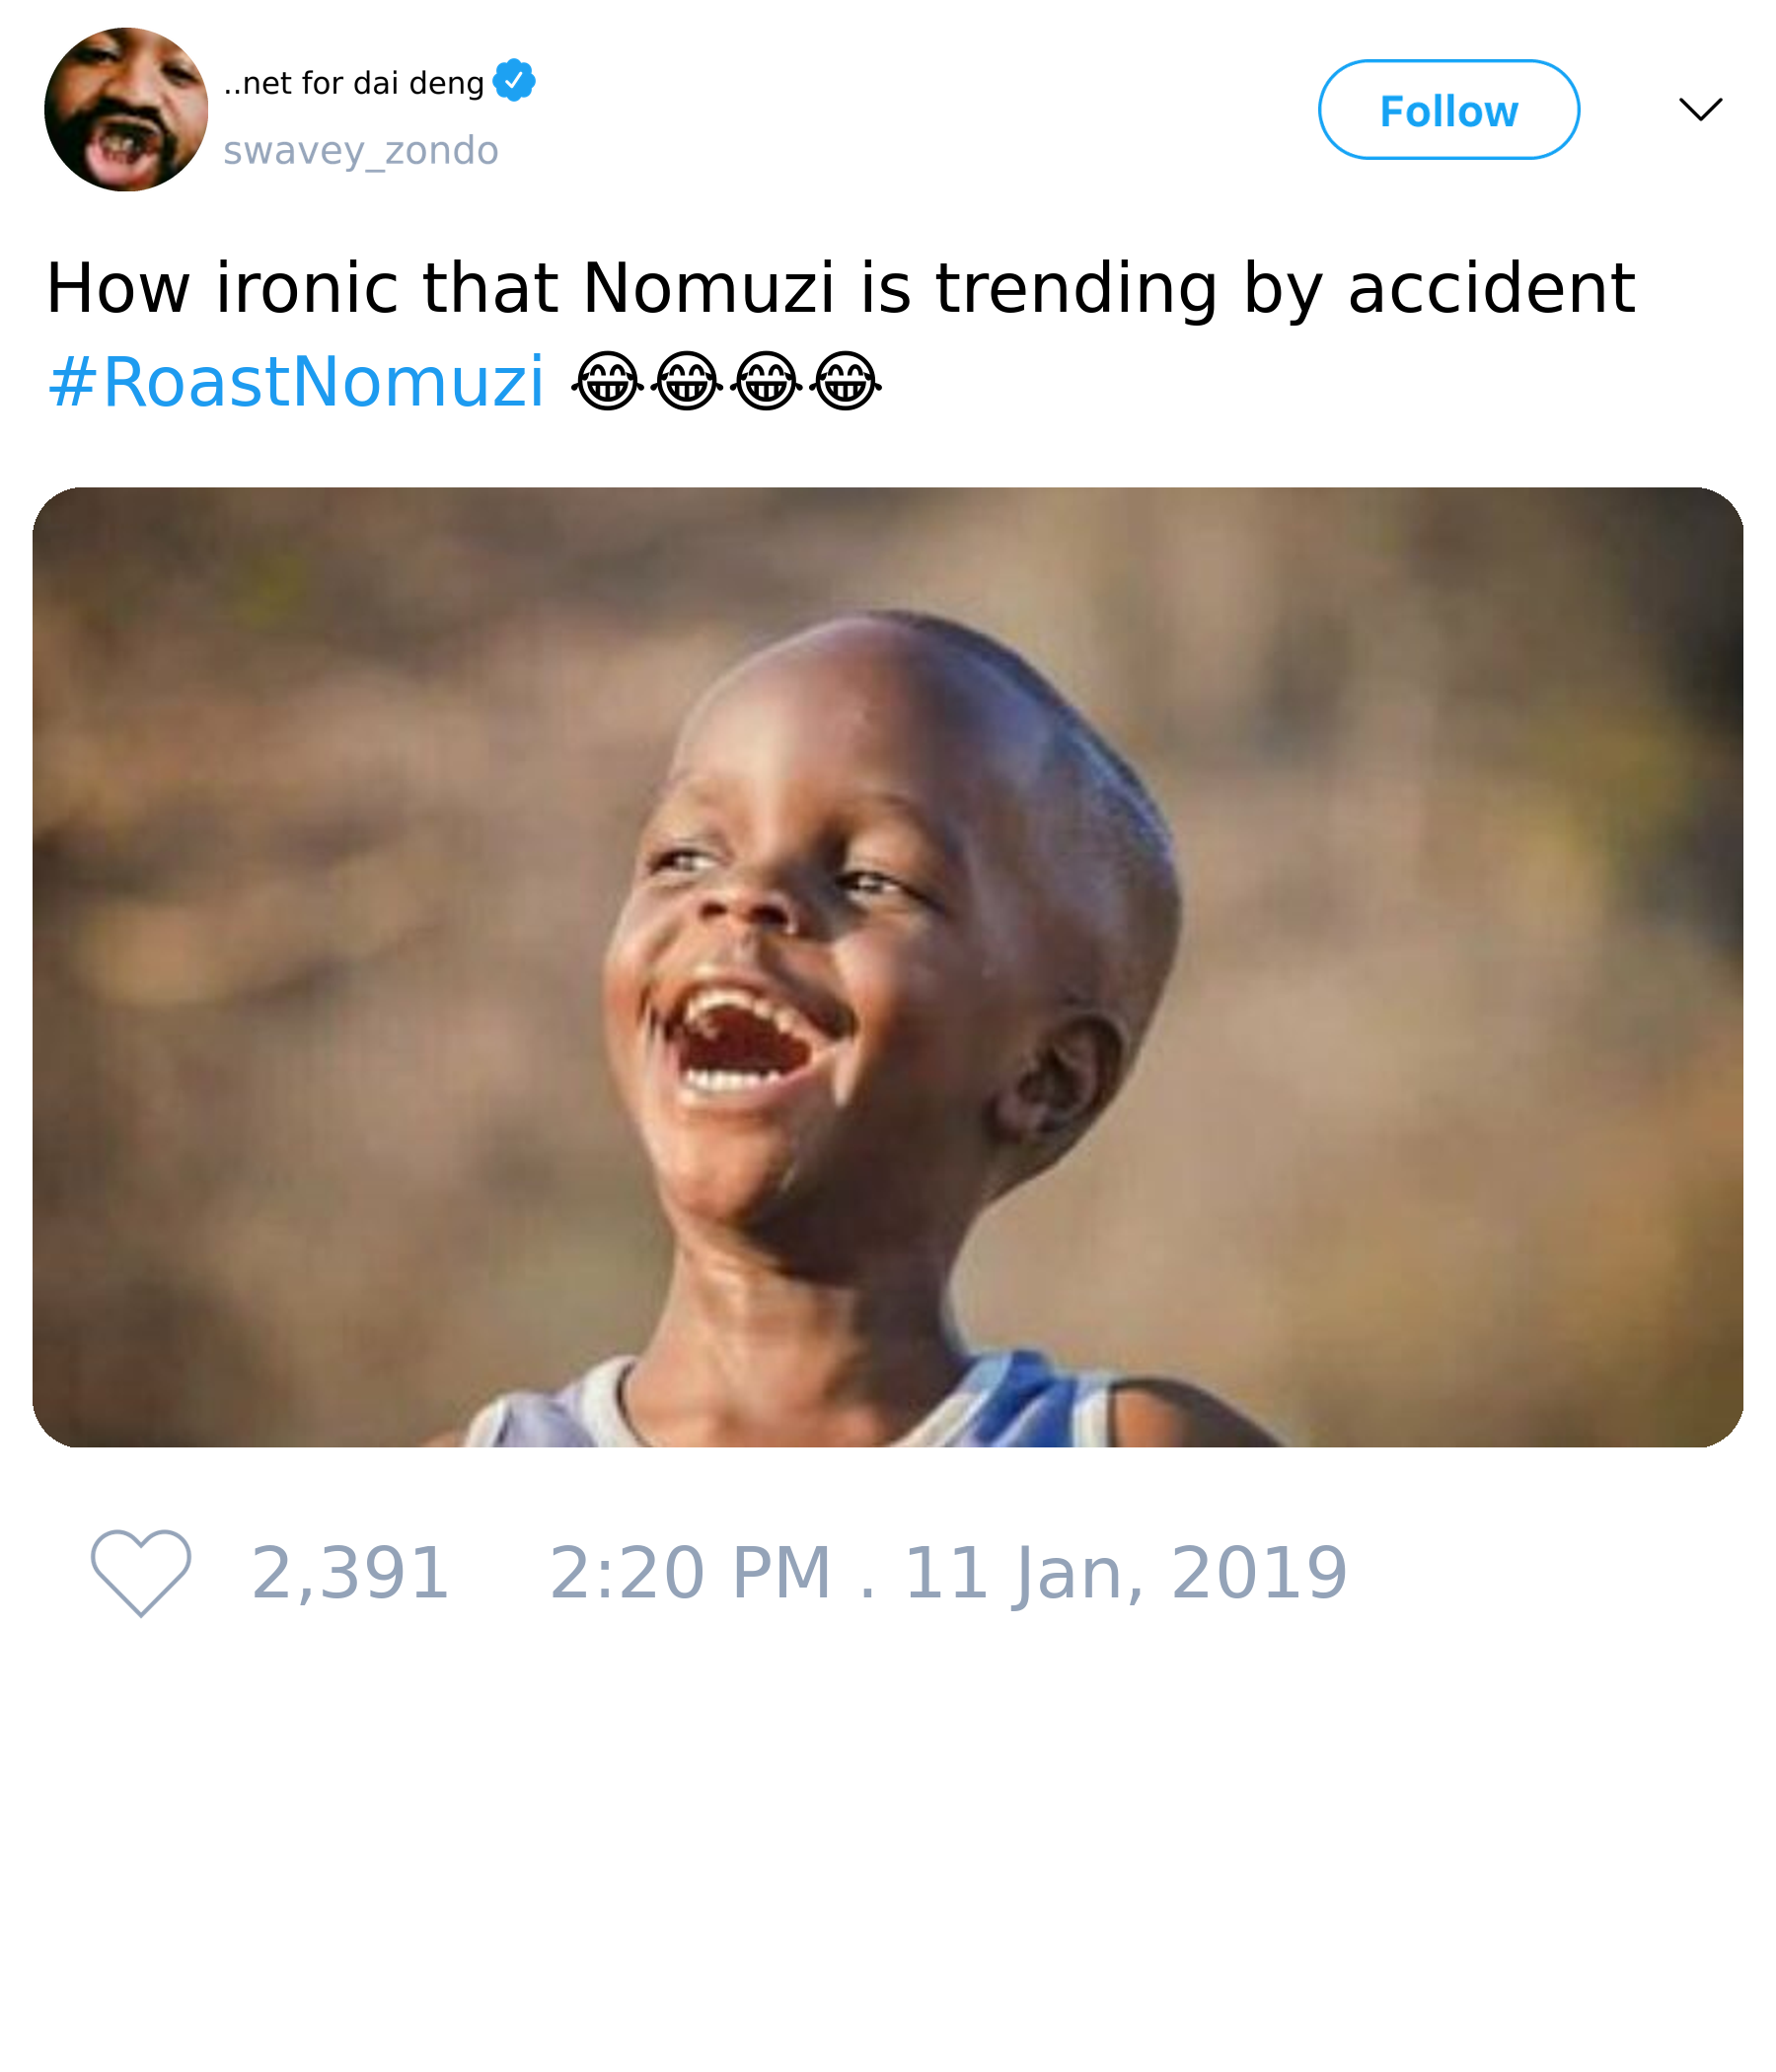 ..net for dai deng
swavey_zondo
Follow
How ironic that Nomuzi is trending by accident
#RoastNomuzi 😂😂😂😂
2,391 2:20 PM . 11 Jan, 2019